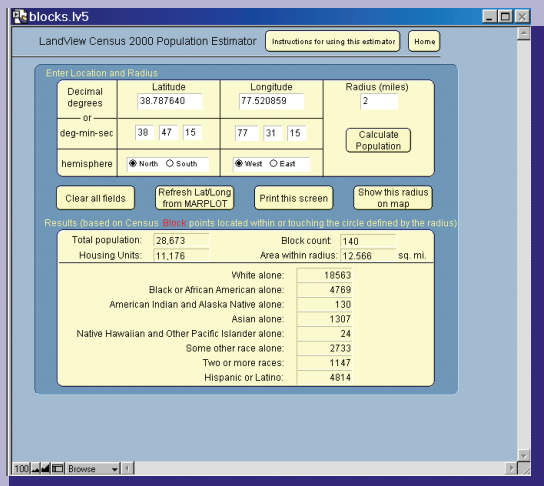 blocks.lv5
LandView Census 2000 Population Estimator
Instructions for using this estimator
Home
Enter Location and Radius
Decimal degrees
Latitude
38.787640
Longitude
77.520859
Radius (miles)
2
or
deg-min-sec
38 47 15
77 31 15
Calculate Population
hemisphere
North South
West East
Clear all fields
Refresh Lat/Long from MARPLOT
Print this screen
Show this radius on map
Results (based on Census Block points located within or touching the circle defined by the radius)
Total population: 28,673 Block count: 140
Housing Units: 11,176 Area within radius: 12.566 sq. mi.
White alone: 18563
Black or African American alone: 4769
American Indian and Alaska Native alone: 130
Asian alone: 1307
Native Hawaiian and Other Pacific Islander alone: 24
Some other race alone: 2733
Two or more races: 1147
Hispanic or Latino: 4814
100 Browse